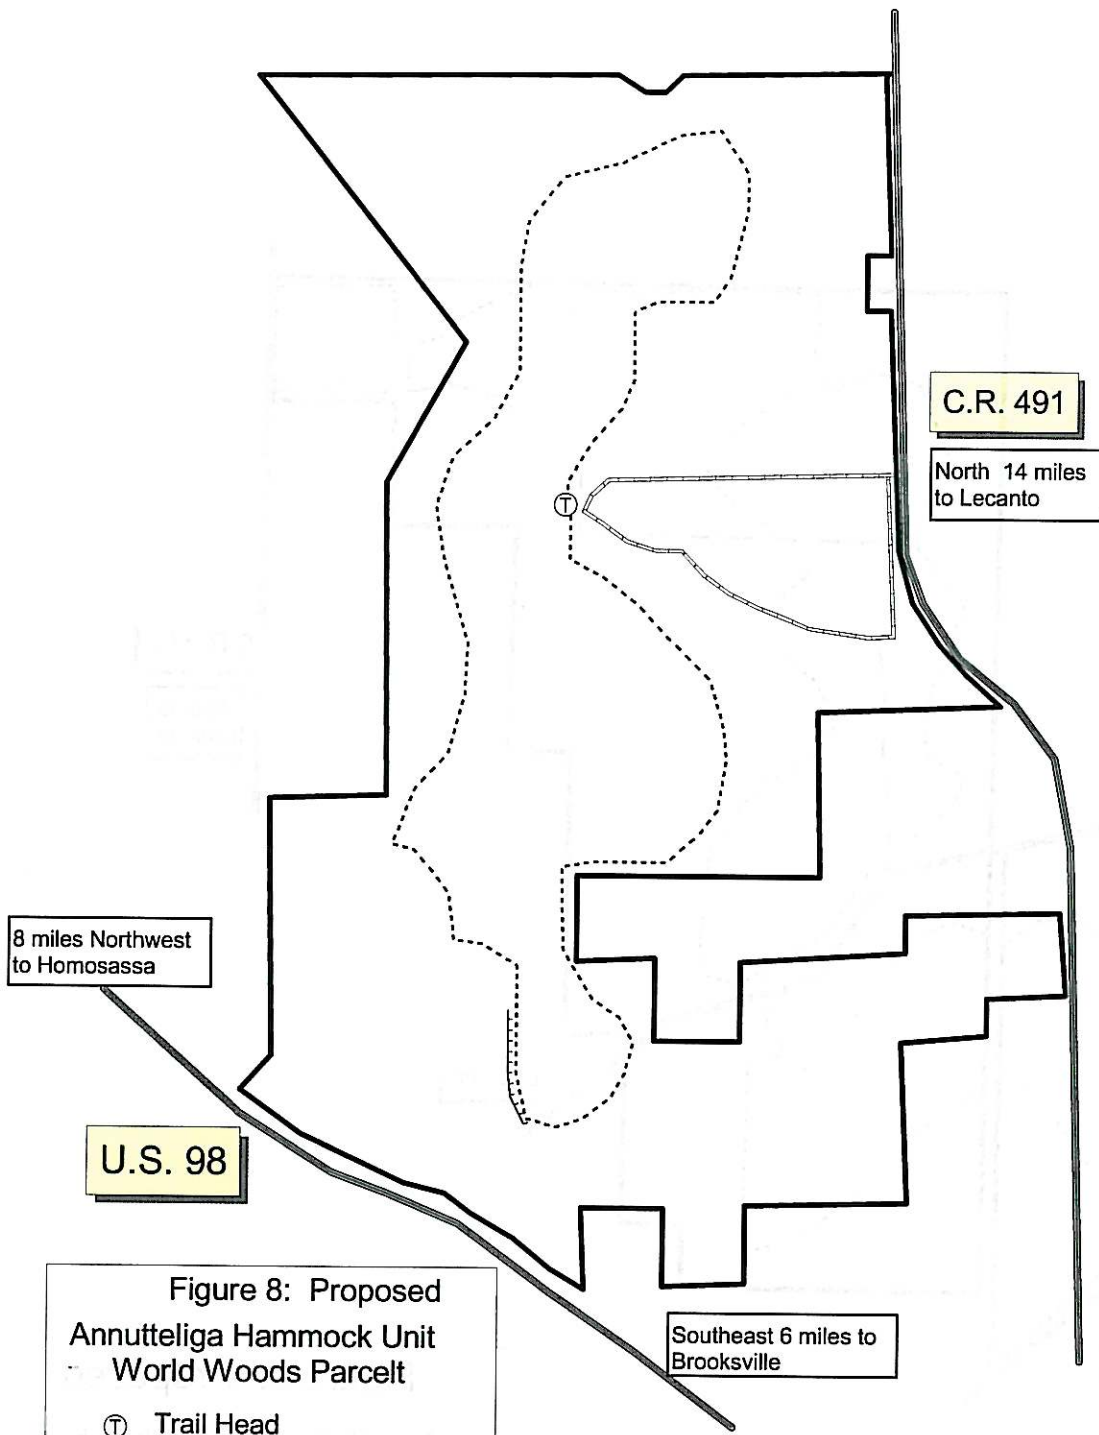 C.R. 491
North 14 miles
to Lecanto
T
8 miles Northwest
to Homosassa
U.S. 98
Figure 8: Proposed
Annutteliga Hammock Unit
World Woods Parcelt
T Trail Head
Southeast 6 miles to
Brooksville